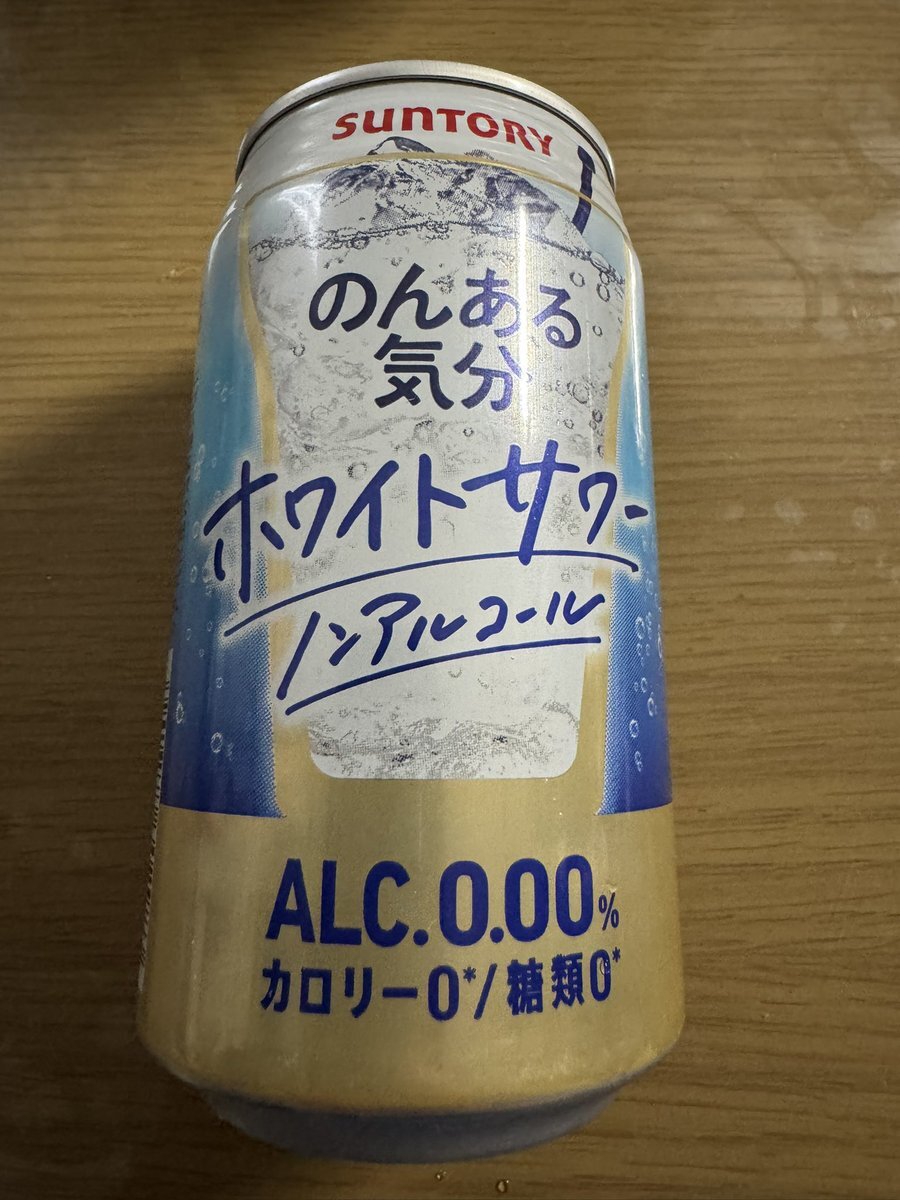 SUNTORY
のんある
気分
ホワイトサワー
ノンアルコール
ALC.0.00%
カロリー0*/糖類0*